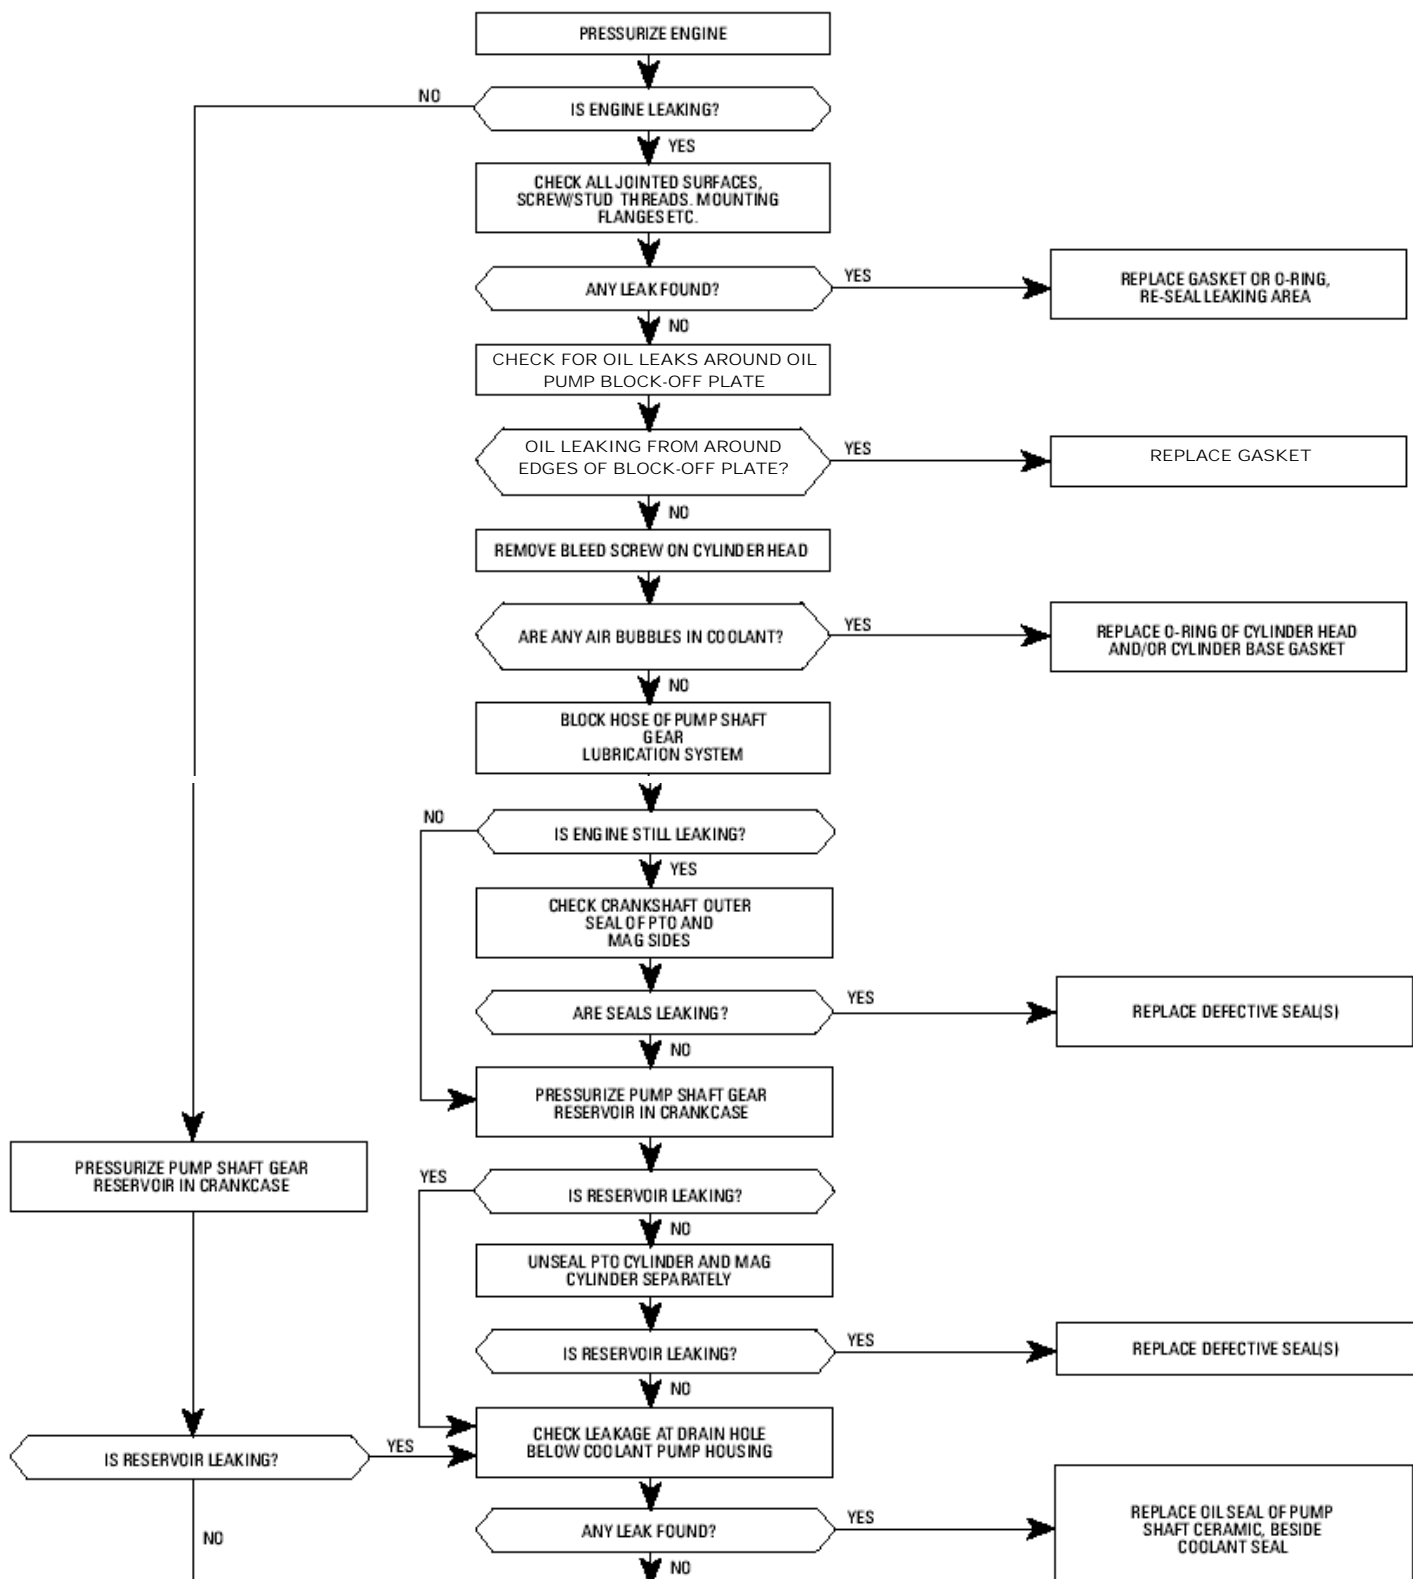 PRESSURIZE ENGINE
NO
IS ENGINE LEAKING?
YES
CHECK ALL JOINTED SURFACES,
SCREW/STUD THREADS. MOUNTING
FLANGES ETC.
ANY LEAK FOUND?
YES
REPLACE GASKET OR O-RING,
RE-SEAL LEAKING AREA
NO
CHECK FOR OIL LEAKS AROUND OIL
PUMP BLOCK-OFF PLATE
OIL LEAKING FROM AROUND
EDGES OF BLOCK-OFF PLATE?
YES
REPLACE GASKET
NO
REMOVE BLEED SCREW ON CYLINDER HEAD
ARE ANY AIR BUBBLES IN COOLANT?
YES
REPLACE O-RING OF CYLINDER HEAD
AND/OR CYLINDER BASE GASKET
NO
BLOCK HOSE OF PUMP SHAFT
GEAR
LUBRICATION SYSTEM
NO
IS ENGINE STILL LEAKING?
YES
CHECK CRANKSHAFT OUTER
SEAL OF PTO AND
MAG SIDES
ARE SEALS LEAKING?
YES
REPLACE DEFECTIVE SEAL(S)
NO
PRESSURIZE PUMP SHAFT GEAR
RESERVOIR IN CRANKCASE
PRESSURIZE PUMP SHAFT GEAR
RESERVOIR IN CRANKCASE
YES
IS RESERVOIR LEAKING?
NO
UNSEAL PTO CYLINDER AND MAG
CYLINDER SEPARATELY
IS RESERVOIR LEAKING?
YES
REPLACE DEFECTIVE SEAL(S)
NO
CHECK LEAKAGE AT DRAIN HOLE
BELOW COOLANT PUMP HOUSING
IS RESERVOIR LEAKING?
YES
NO
ANY LEAK FOUND?
YES
REPLACE OIL SEAL OF PUMP
SHAFT CERAMIC, BESIDE
COOLANT SEAL
NO